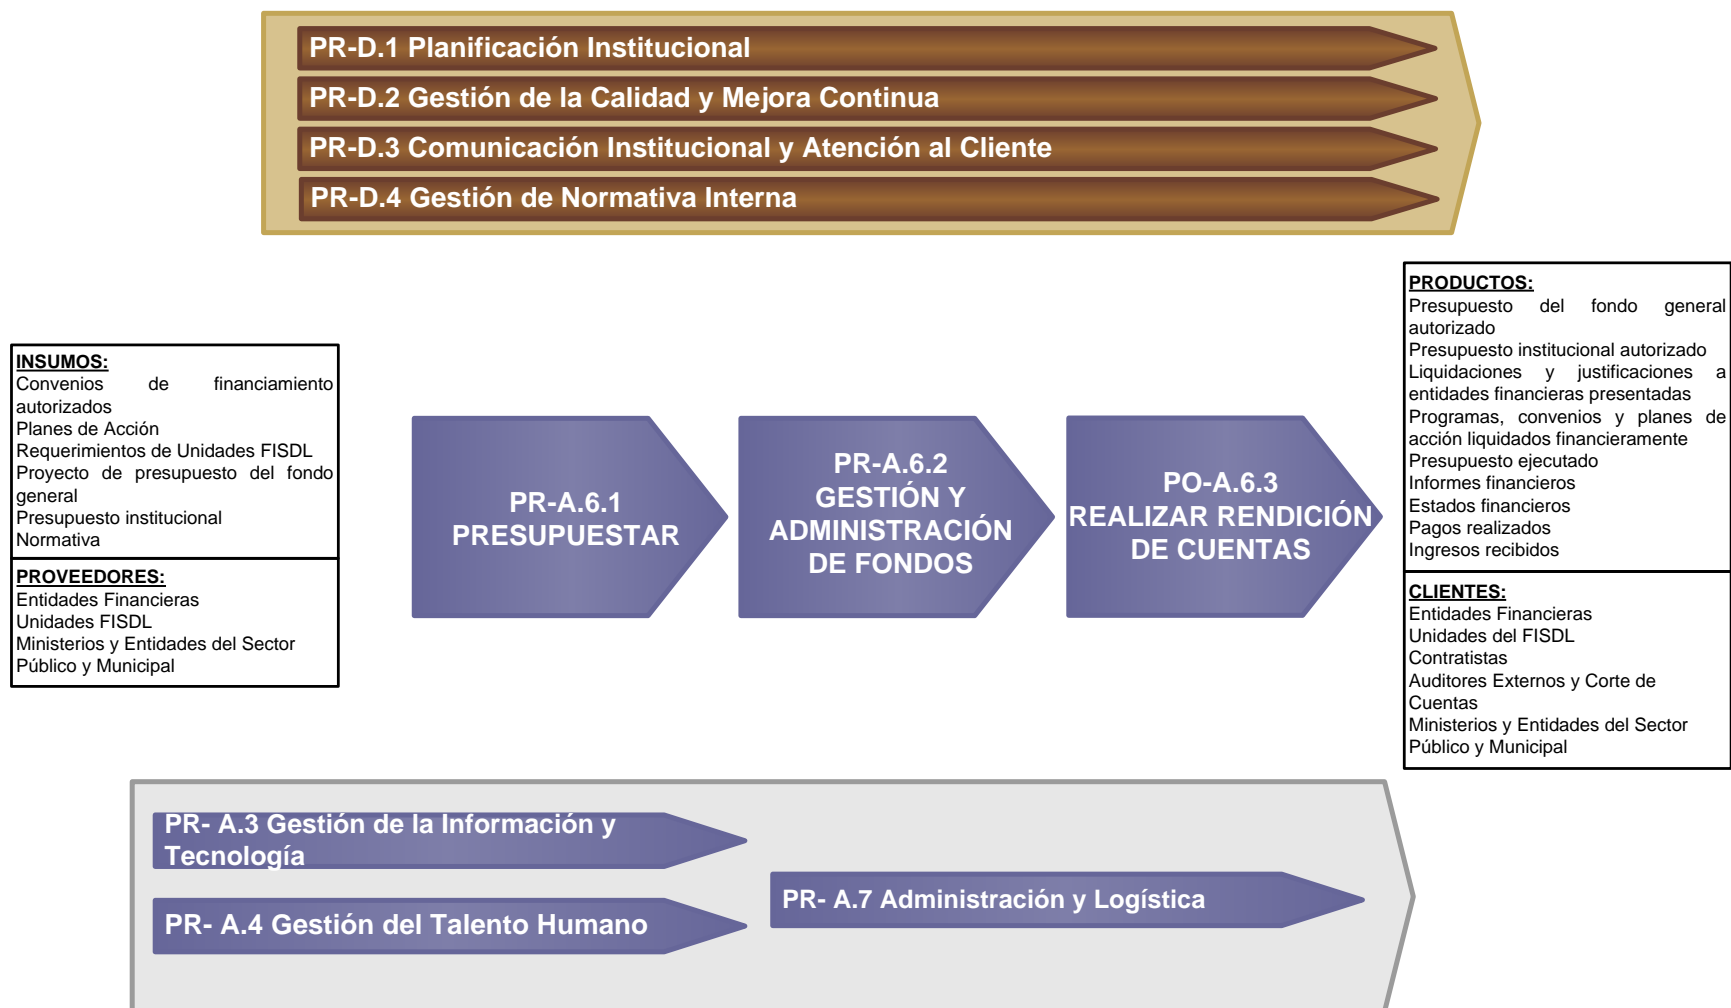 PR-D.1 Planificación Institucional
PR-D.2 Gestión de la Calidad y Mejora Continua
PR-D.3 Comunicación Institucional y Atención al Cliente
PR-D.4 Gestión de Normativa Interna
INSUMOS:
Convenios de financiamiento
autorizados
Planes de Acción
Requerimientos de Unidades FISDL
Proyecto de presupuesto del fondo
general
Presupuesto institucional
Normativa
PROVEEDORES:
Entidades Financieras
Unidades FISDL
Ministerios y Entidades del Sector
Público y Municipal
PR-A.6.1
PRESUPUESTAR
PR-A.6.2
GESTIÓN Y
ADMINISTRACIÓN
DE FONDOS
PO-A.6.3
REALIZAR RENDICIÓN
DE CUENTAS
PRODUCTOS:
Presupuesto del fondo general
autorizado
Presupuesto institucional autorizado
Liquidaciones y justificaciones a
entidades financieras presentadas
Programas, convenios y planes de
acción liquidados financieramente
Presupuesto ejecutado
Informes financieros
Estados financieros
Pagos realizados
Ingresos recibidos
CLIENTES:
Entidades Financieras
Unidades del FISDL
Contratistas
Auditores Externos y Corte de
Cuentas
Ministerios y Entidades del Sector
Público y Municipal
PR- A.3 Gestión de la Información y
Tecnología
PR- A.4 Gestión del Talento Humano
PR- A.7 Administración y Logística